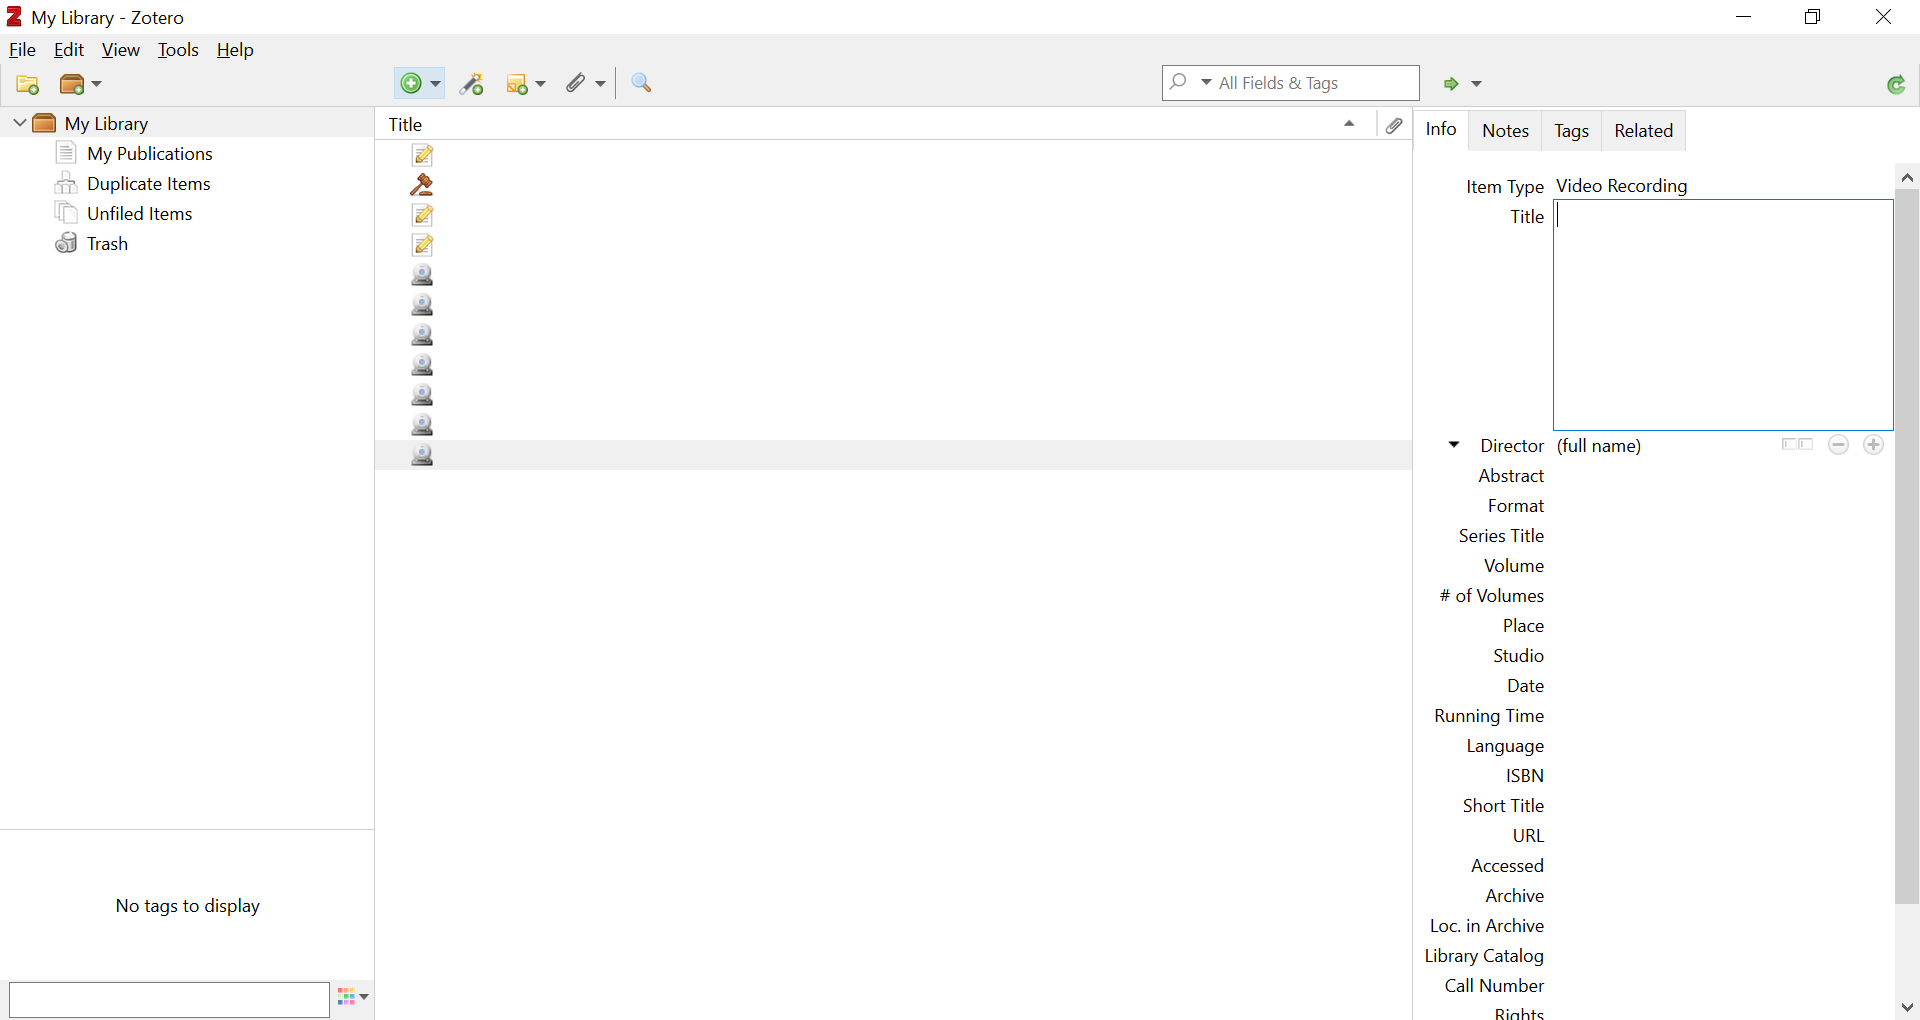 My Library - Zotero
File Edit View Tools Help
All Fields & Tags
My Library
My Publications
Duplicate Items
Unfiled Items
Trash
No tags to display
Title
Info Notes Tags Related
Item Type Video Recording
Title
Director (full name)
Abstract
Format
Series Title
Volume
# of Volumes
Place
Studio
Date
Running Time
Language
ISBN
Short Title
URL
Accessed
Archive
Loc. in Archive
Library Catalog
Call Number
Rights